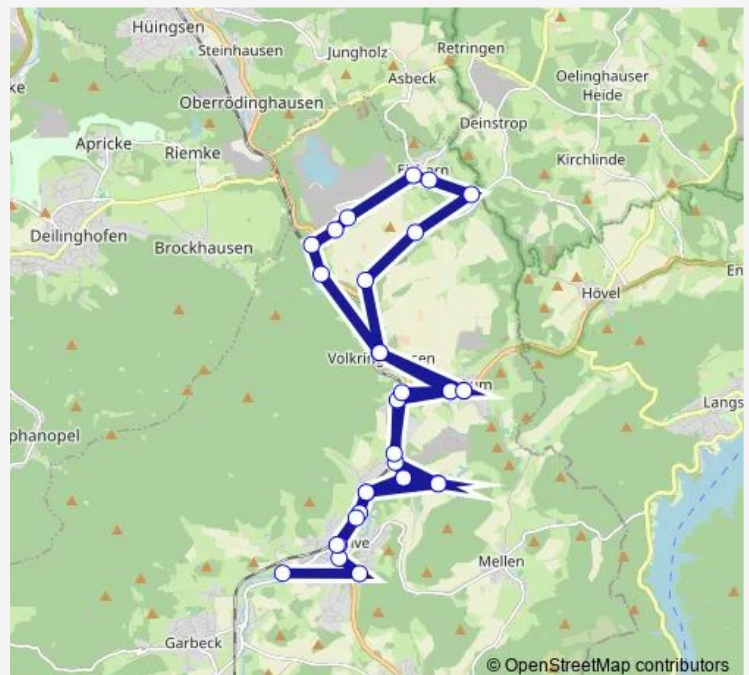 Hüingsen
Steinhausen
Jungholz
Retringen
Asbeck
Oelinghauser
Heide
Oberrödinghausen
Deinstrop
Apricke
Riemke
Kirchlinde
Deilinghofen
Brockhausen
Hövel
Langs
phanopel
Mellen
Garbeck
© OpenStreetMap contributors